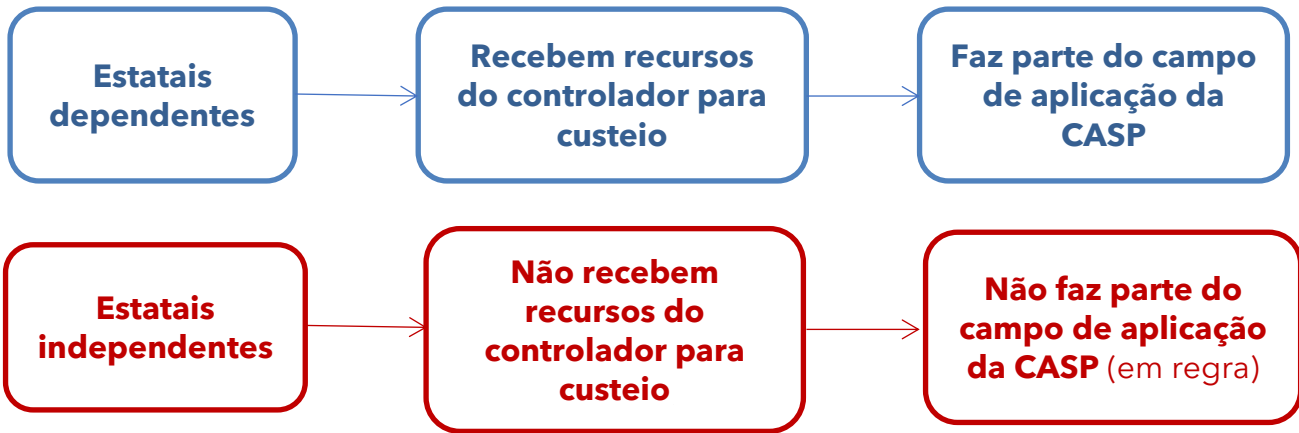 Estatais
dependentes
Recebem recursos
do controlador para
custeio
Faz parte do campo
de aplicação da
CASP
Estatais
independentes
Não recebem
recursos do
controlador para
custeio
Não faz parte do
campo de aplicação
da CASP (em regra)